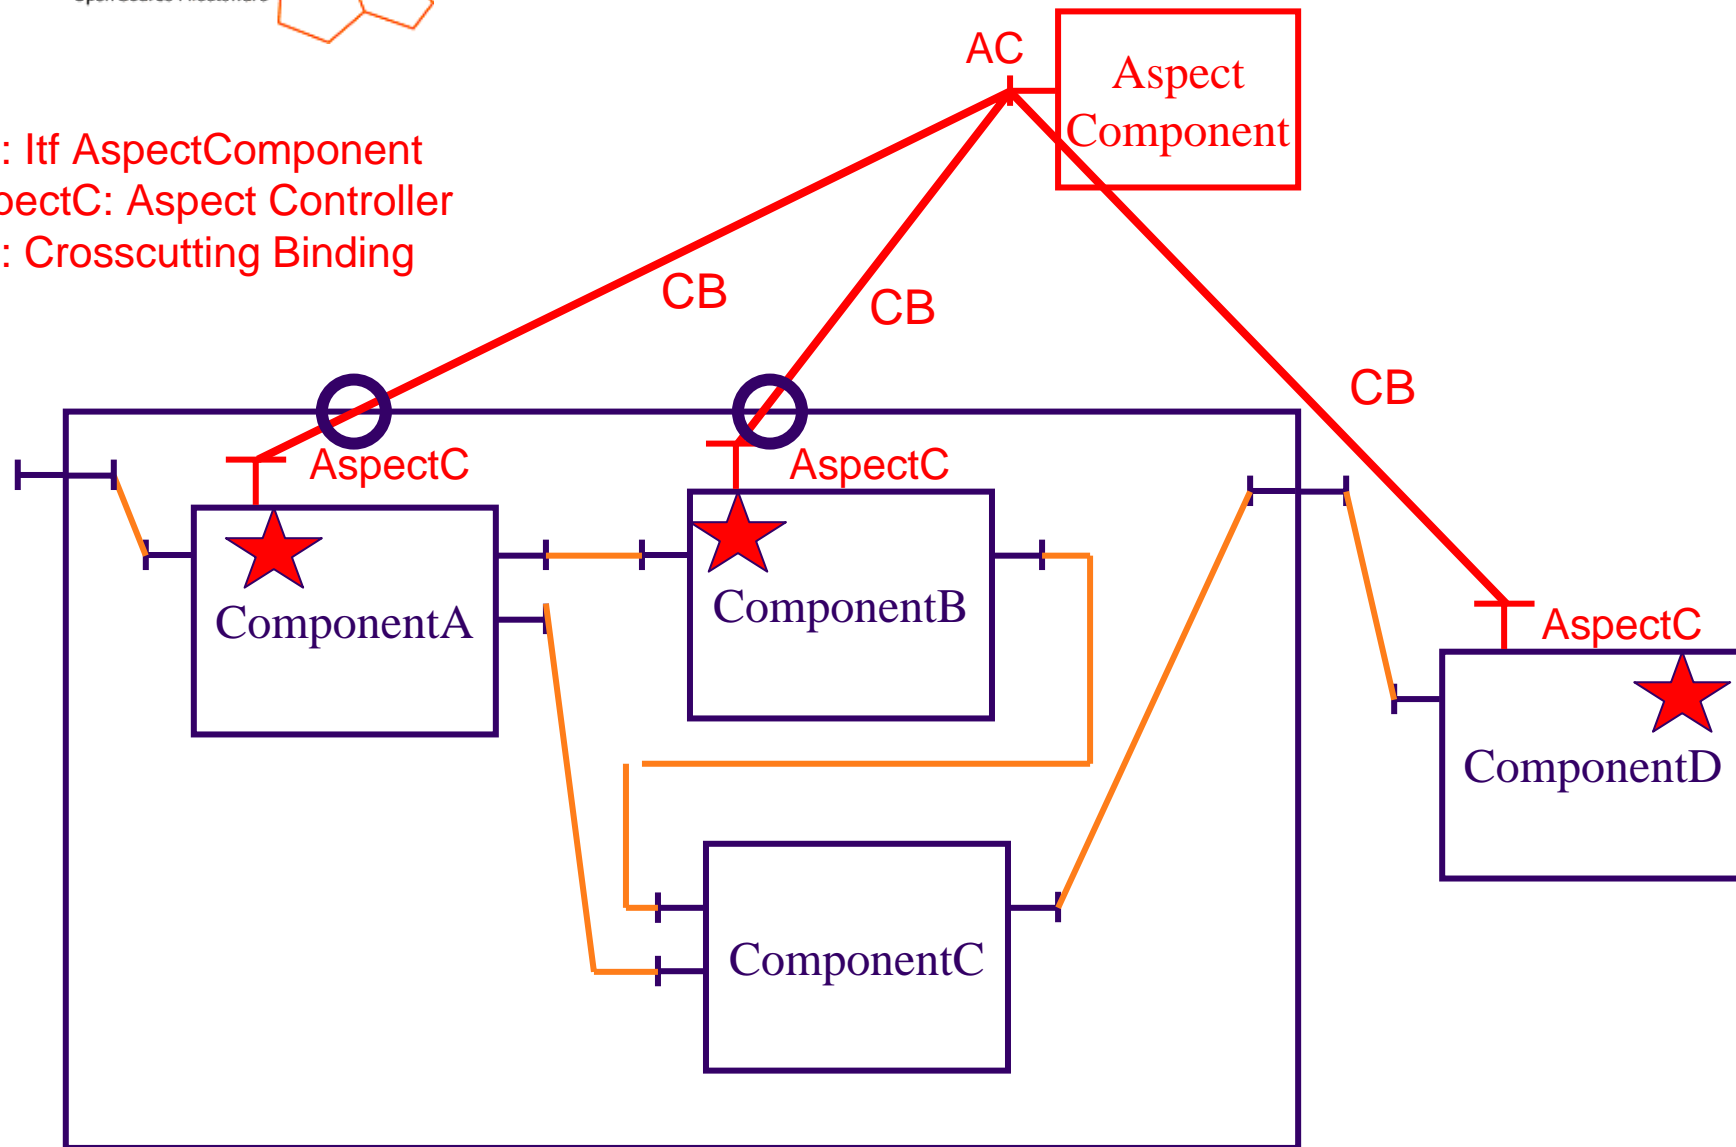 AC
Aspect
Component
: Itf AspectComponent
pectC: Aspect Controller
: Crosscutting Binding
CB
CB
CB
AspectC
AspectC
AspectC
ComponentA
ComponentB
ComponentD
ComponentC